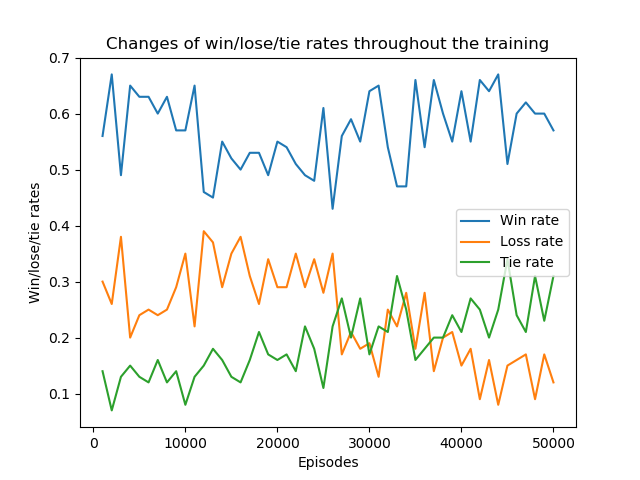 Changes of win/lose/tie rates throughout the training
0.7
0.6
0.5
0.4
0.3
0.2
0.1
Win/lose/tie rates
Win rate
Loss rate
Tie rate
0 10000 20000 30000 40000 50000
Episodes